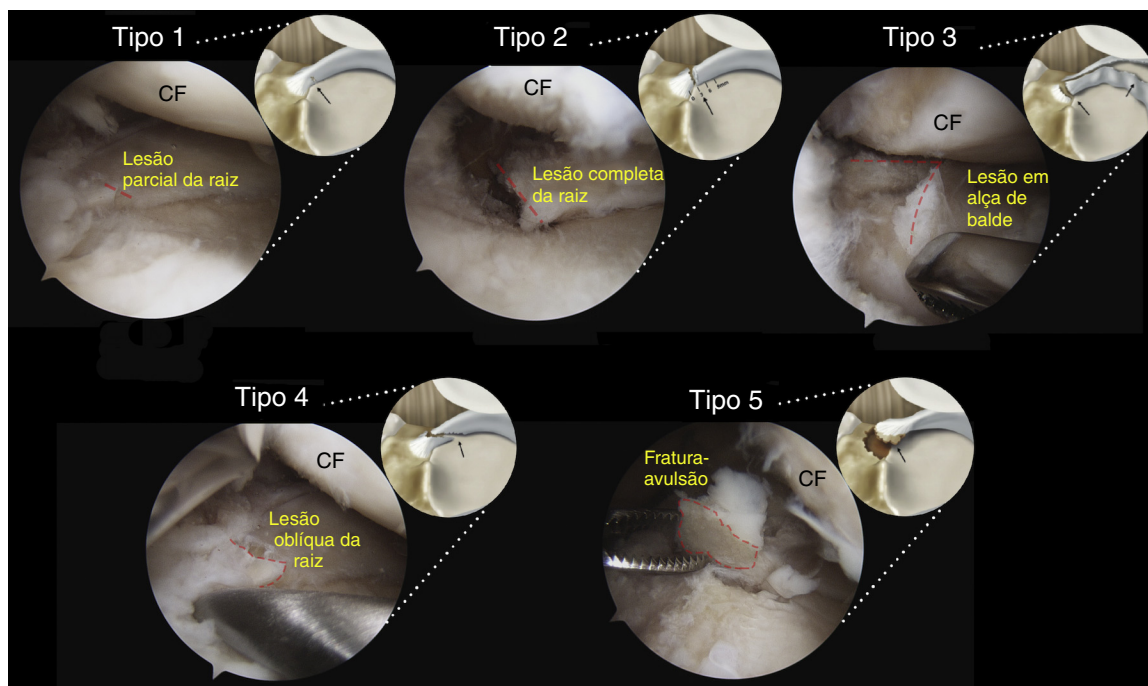 Tipo 1
CF
Lesão
parcial da raiz
Tipo 2
CF
Lesão completa
da raiz
Tipo 3
CF
Lesão em
alça de
balde
Tipo 4
CF
Lesão
oblíqua da
raiz
Tipo 5
Fratura-
avulsão
CF